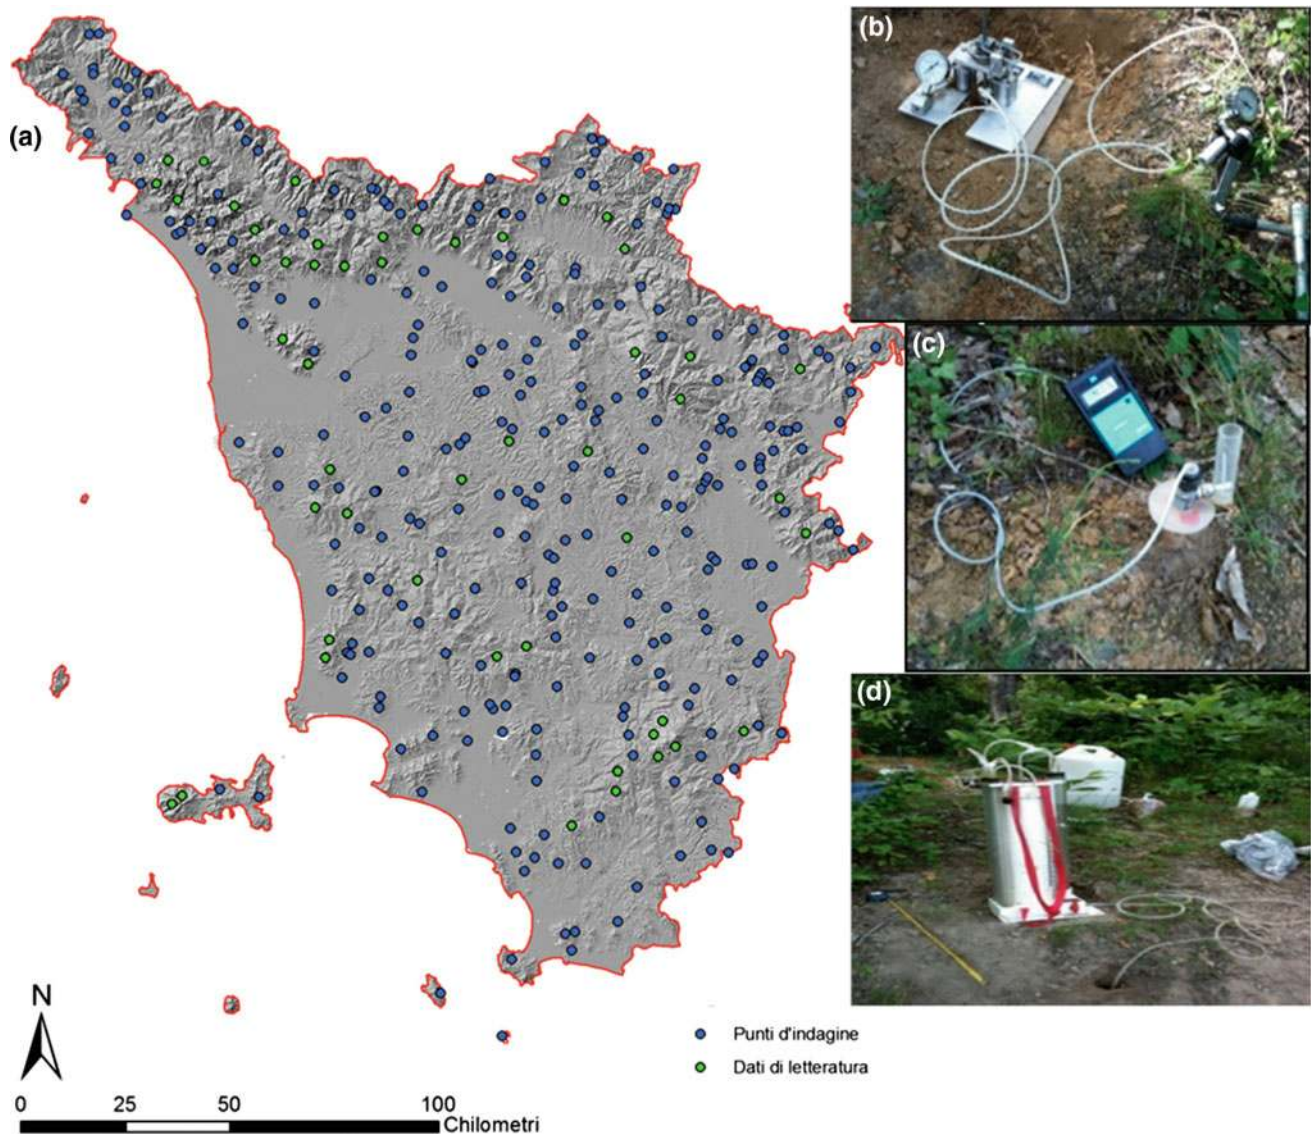 (a)
(b)
(c)
(d)
N
0 25 50 100
Chilometri
Punti d'indagine
Dati di letteratura